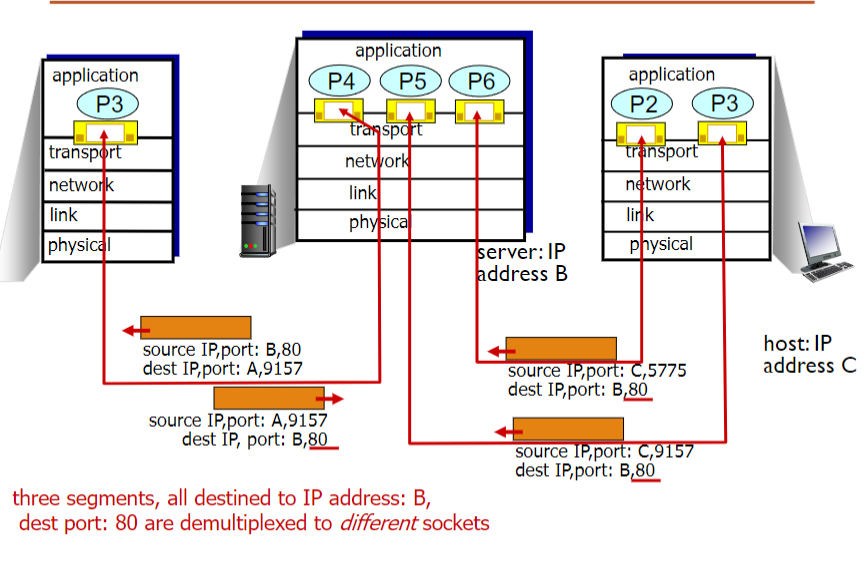 application
P3
transport
network
link
physical
application
P4 P5 P6
transport
network
link
physical
server: IP
address B
application
P2 P3
transport
network
link
physical
host: IP
address C
source IP,port: B,80
dest IP,port: A,9157
source IP,port: A,9157
dest IP, port: B,80
source IP,port: C,5775
dest IP,port: B,80
source IP,port: C,9157
dest IP,port: B,80
three segments, all destined to IP address: B,
dest port: 80 are demultiplexed to different sockets